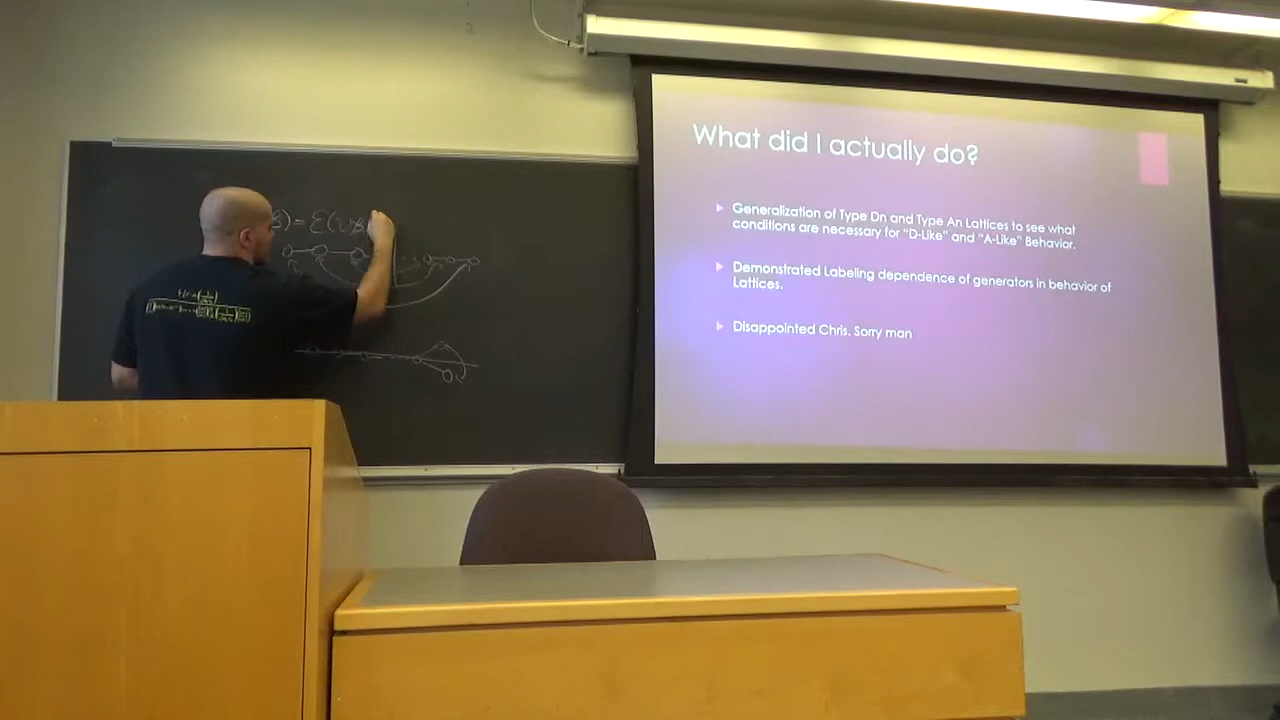 What did I actually do?
Generalization of Type Dn and Type An Lattices to see what
conditions are necessary for “D-Like” and “A-Like” Behavior.
Demonstrated Labeling dependence of generators in behavior of
Lattices.
Disappointed Chris. Sorry man